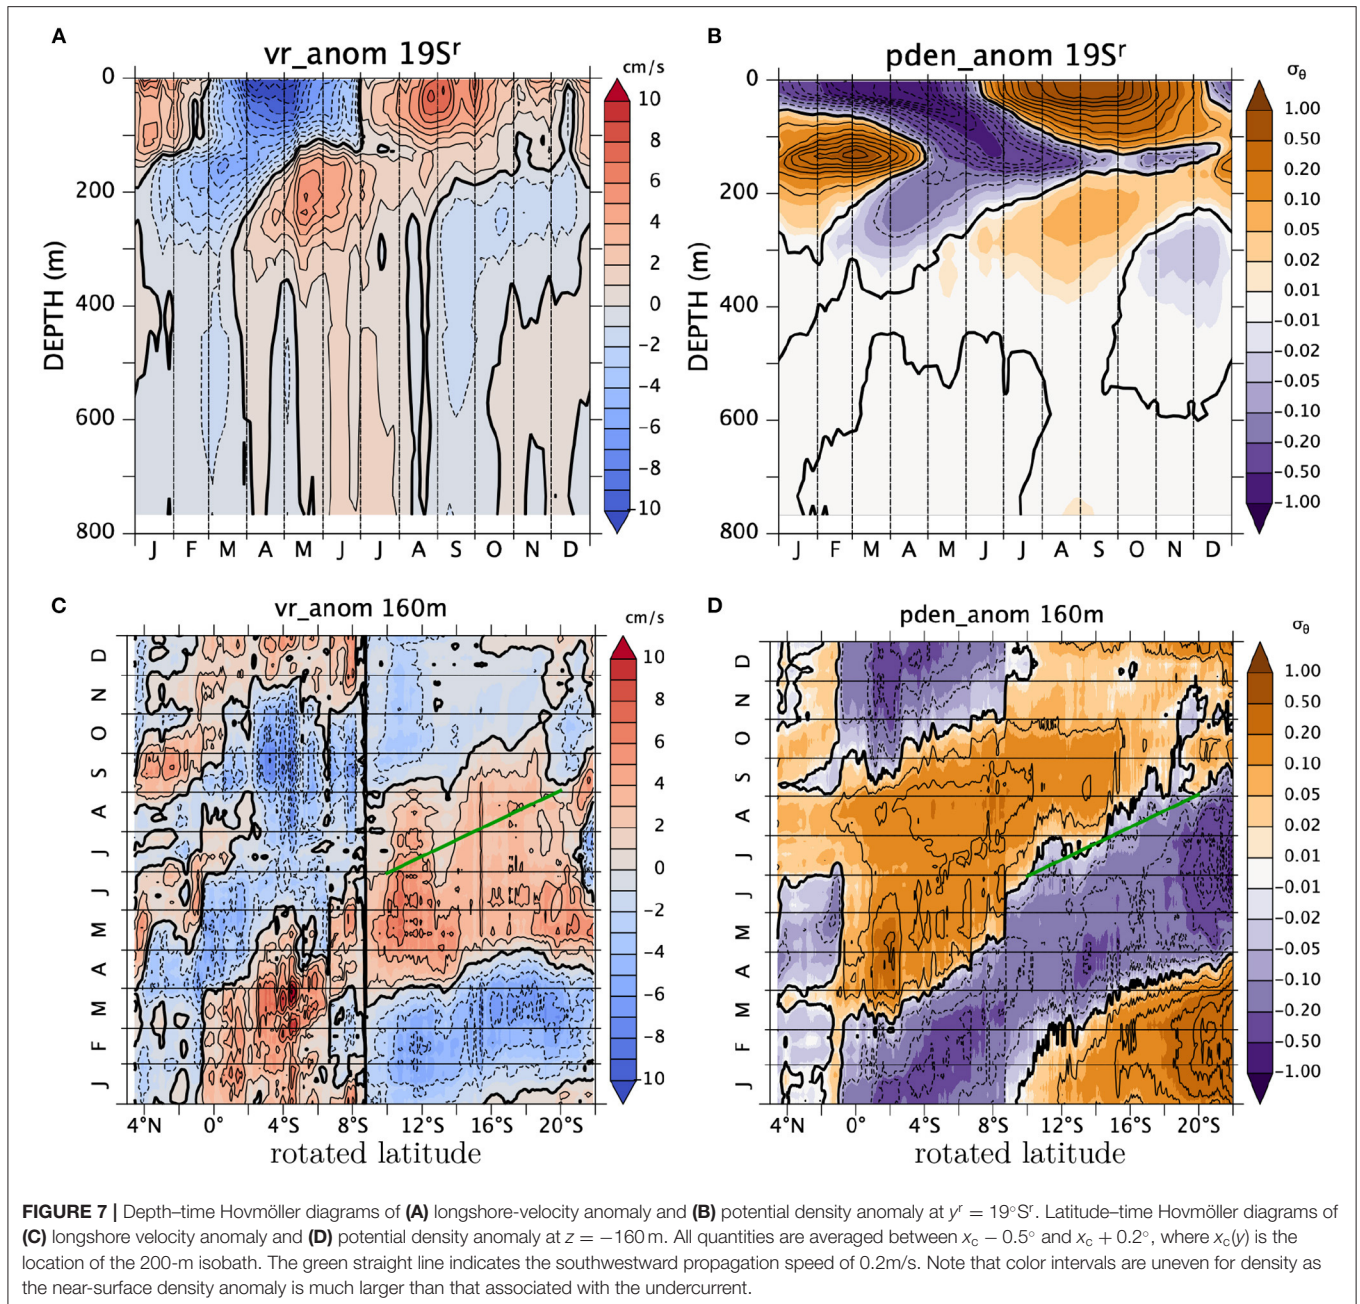 A
vr_anom 19Sʳ
cm/s
0
200
400
600
800
DEPTH (m)
J F M A M J J A S O N D
10
8
6
4
2
0
−2
−4
−6
−8
−10
B
pden_anom 19Sʳ
σθ
0
200
400
600
800
DEPTH (m)
J F M A M J J A S O N D
1.00
0.50
0.20
0.10
0.05
0.02
0.01
−0.01
−0.02
−0.05
−0.10
−0.20
−0.50
−1.00
C
vr_anom 160m
cm/s
D
N
O
S
A
J
J
M
A
M
F
J
4°N 0° 4°S 8°S 12°S 16°S 20°S
rotated latitude
10
8
6
4
2
0
−2
−4
−6
−8
−10
D
pden_anom 160m
σθ
D
N
O
S
A
J
J
M
A
M
F
J
4°N 0° 4°S 8°S 12°S 16°S 20°S
rotated latitude
1.00
0.50
0.20
0.10
0.05
0.02
0.01
−0.01
−0.02
−0.05
−0.10
−0.20
−0.50
−1.00
FIGURE 7 | Depth–time Hovmöller diagrams of (A) longshore-velocity anomaly and (B) potential density anomaly at yʳ = 19°Sʳ. Latitude–time Hovmöller diagrams of
(C) longshore velocity anomaly and (D) potential density anomaly at z = −160 m. All quantities are averaged between xc − 0.5° and xc + 0.2°, where xc(y) is the
location of the 200-m isobath. The green straight line indicates the southwestward propagation speed of 0.2m/s. Note that color intervals are uneven for density as
the near-surface density anomaly is much larger than that associated with the undercurrent.